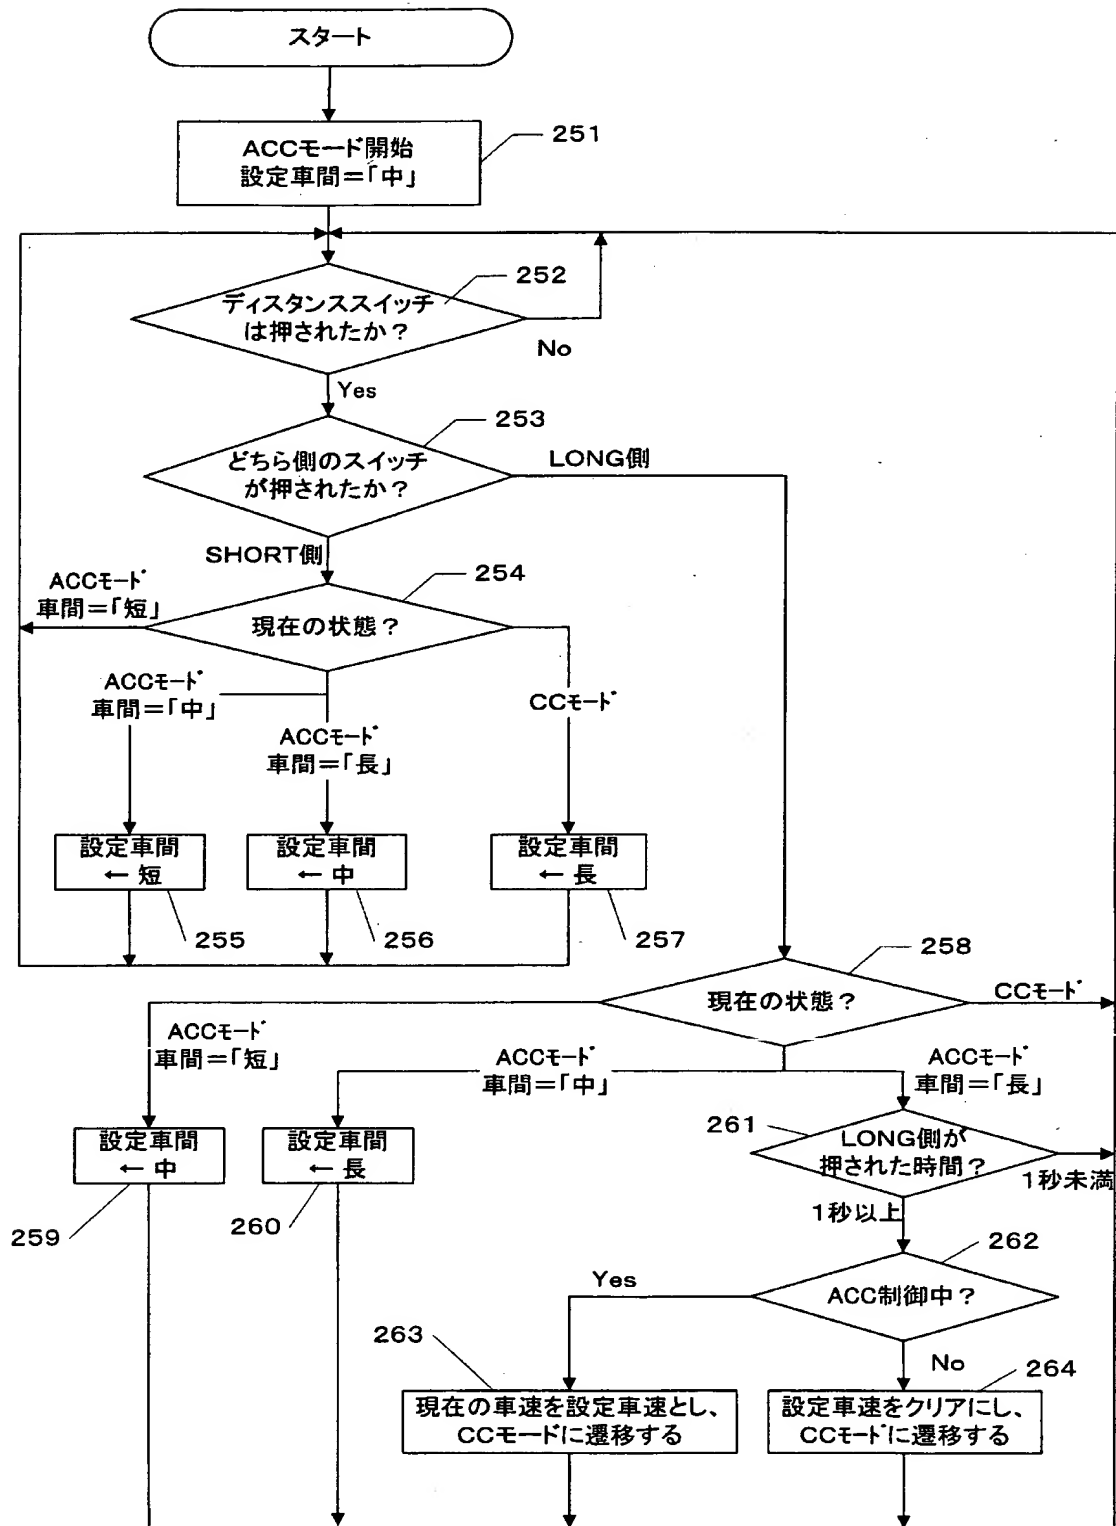 スタート
ACCモード開始
設定車間=「中」
251
ディスタンススイッチ
は押されたか?
252
No
Yes
どちら側のスイッチ
が押されたか?
253
LONG側
SHORT側
ACCモード
車間=「短」
現在の状態?
254
ACCモード
車間=「中」
ACCモード
車間=「長」
CCモード
設定車間
← 短
設定車間
← 中
設定車間
← 長
255
256
257
現在の状態?
258
CCモード
ACCモード
車間=「短」
ACCモード
車間=「中」
ACCモード
車間=「長」
設定車間
← 中
設定車間
← 長
261
LONG側が
押された時間?
1秒未満
259
260
1秒以上
262
Yes
ACC制御中?
263
No
264
現在の車速を設定車速とし、
CCモードに遷移する
設定車速をクリアにし、
CCモードに遷移する